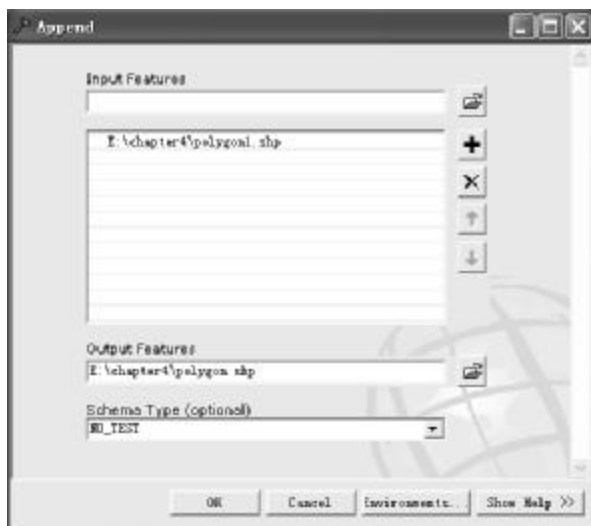 Append
Input Features
E:\chapter4\polygon1.shp
Output Features
E:\chapter4\polygon.shp
Schema Type (optional)
NO_TEST
OK
Cancel
Environments...
Show Help >>